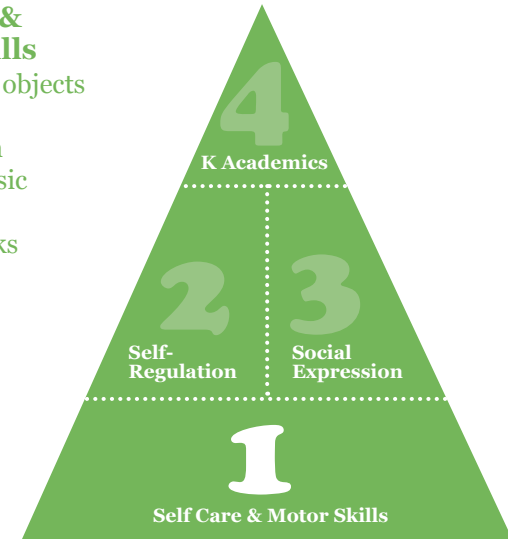 &
lls
objects
sic
ks
4
K Academics
2
3
Self-
Regulation
Social
Expression
1
Self Care & Motor Skills